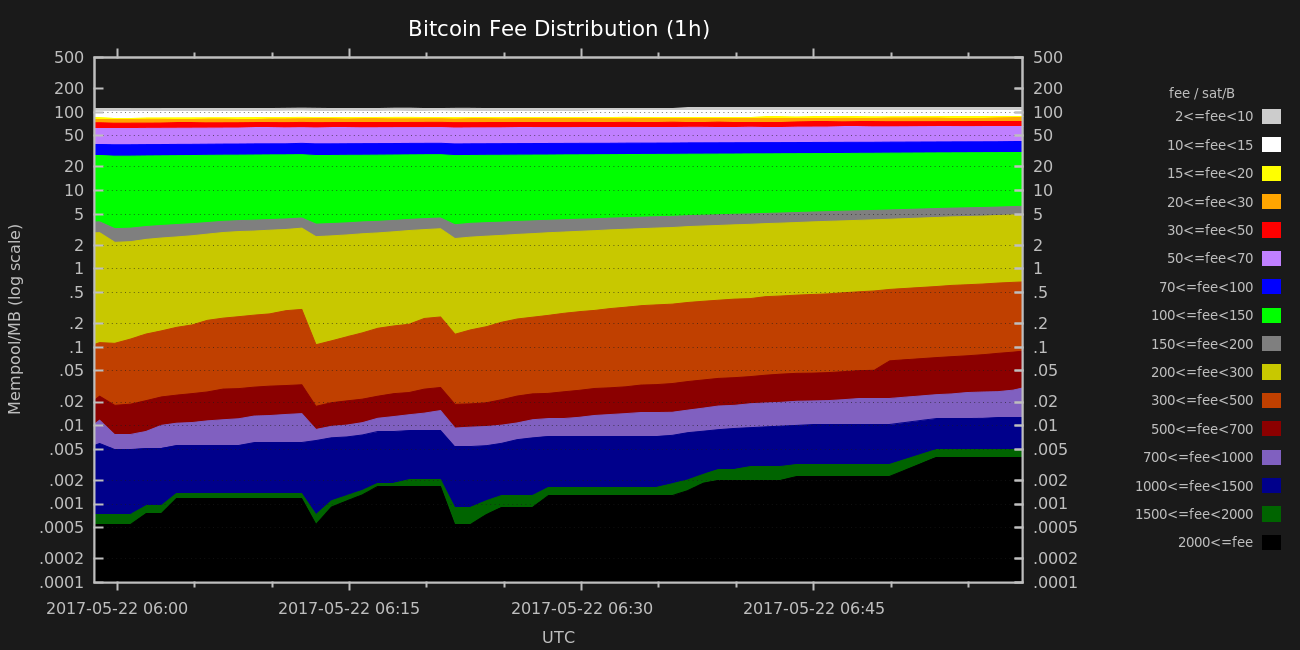 Bitcoin Fee Distribution (1h)
Mempool/MB (log scale)
500
200
100
50
20
10
5
2
1
.5
.2
.1
.05
.02
.01
.005
.002
.001
.0005
.0002
.0001
500
200
100
50
20
10
5
2
1
.5
.2
.1
.05
.02
.01
.005
.002
.001
.0005
.0002
.0001
2017-05-22 06:00
2017-05-22 06:15
2017-05-22 06:30
2017-05-22 06:45
UTC
fee / sat/B
2<=fee<10
10<=fee<15
15<=fee<20
20<=fee<30
30<=fee<50
50<=fee<70
70<=fee<100
100<=fee<150
150<=fee<200
200<=fee<300
300<=fee<500
500<=fee<700
700<=fee<1000
1000<=fee<1500
1500<=fee<2000
2000<=fee